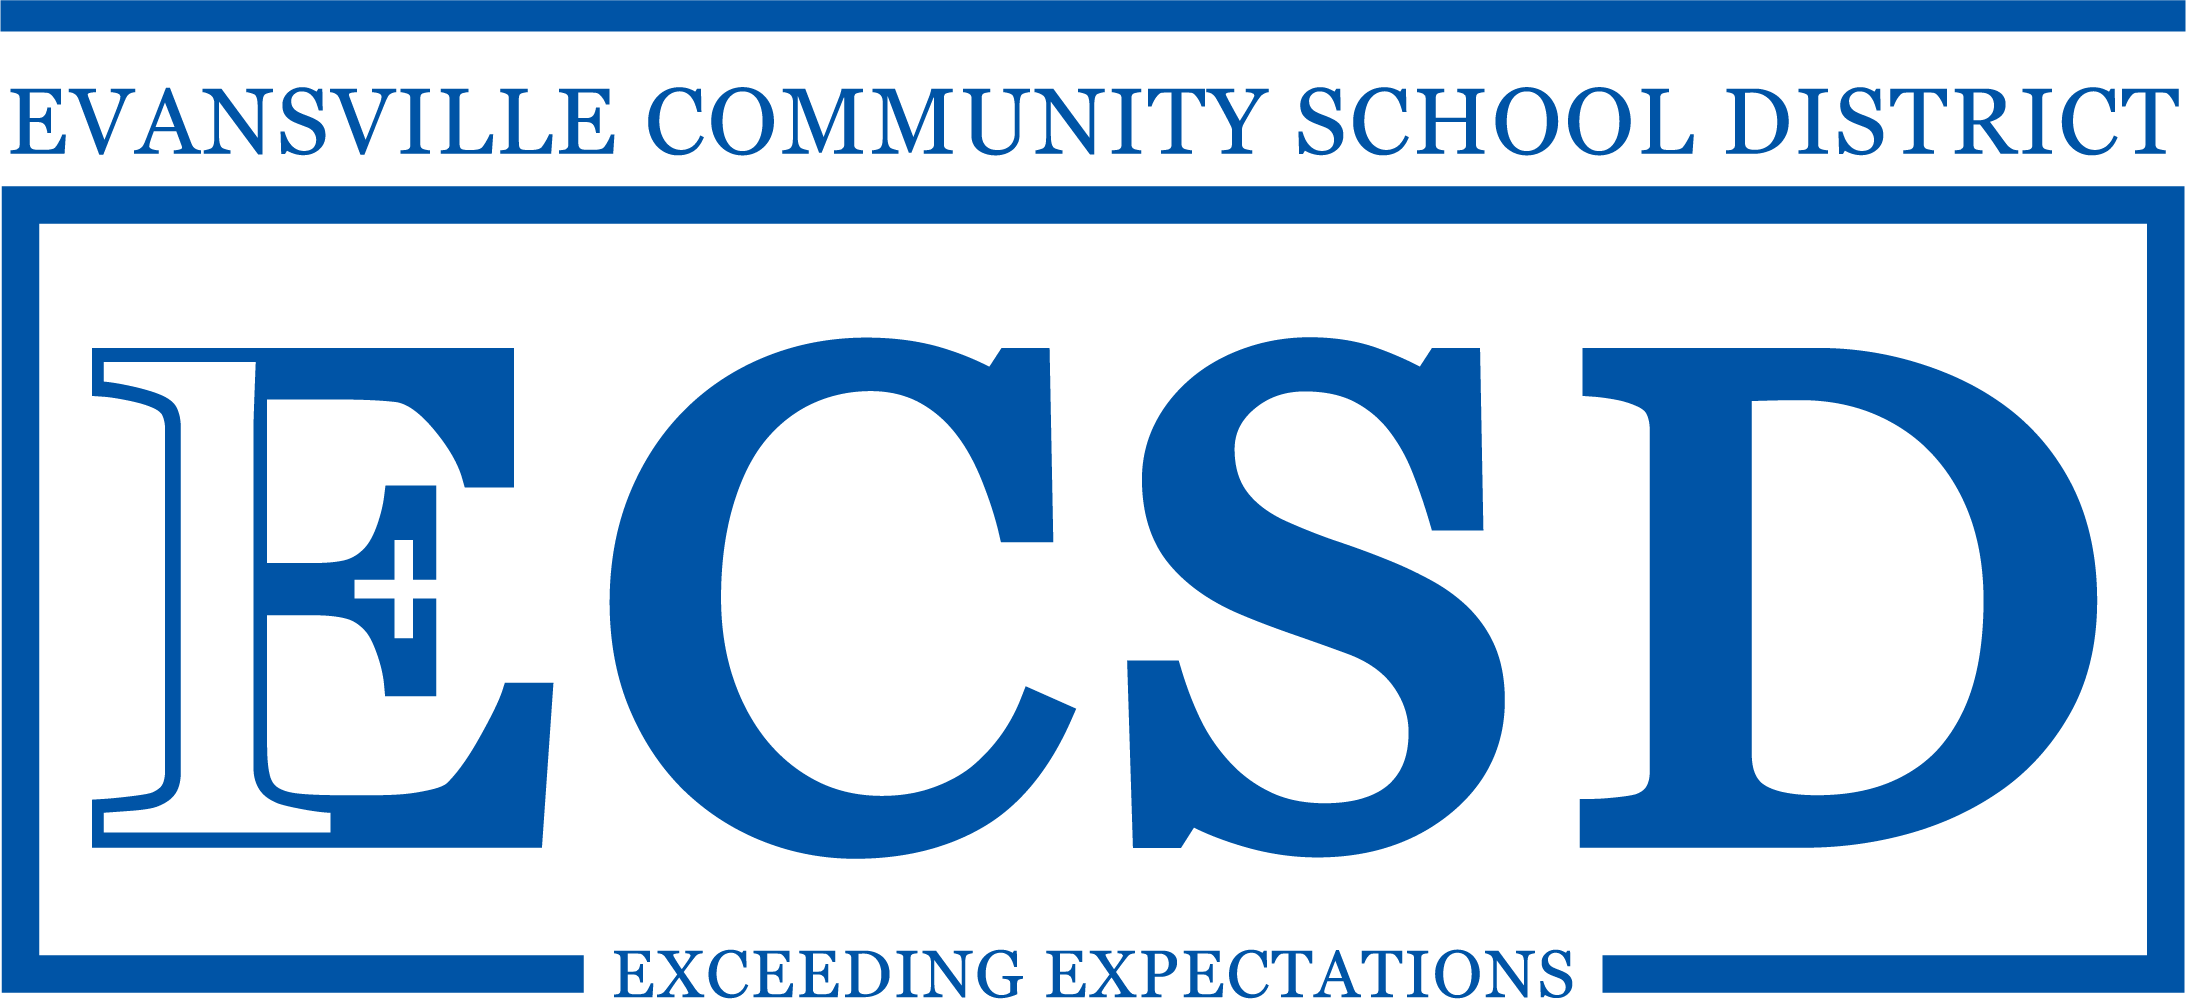 EVANSVILLE COMMUNITY SCHOOL DISTRICT
ECSD
EXCEEDING EXPECTATIONS